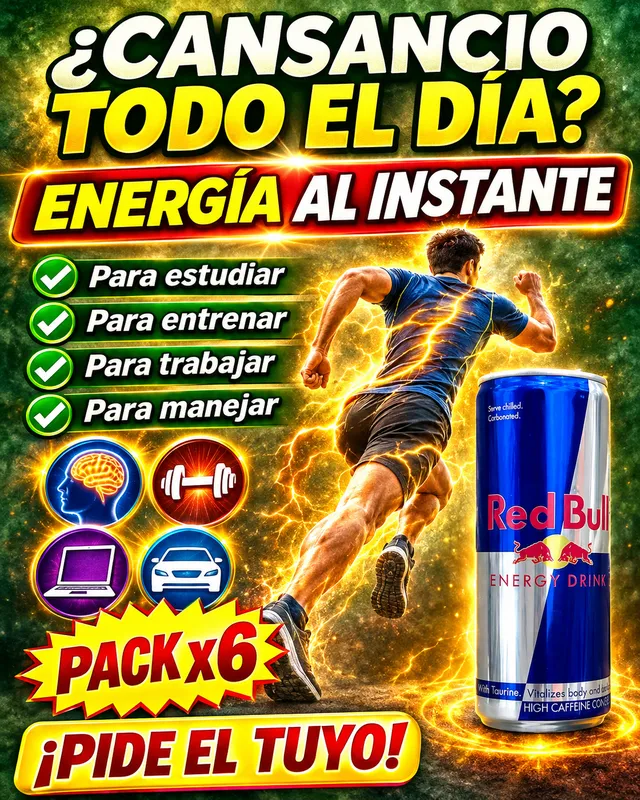 ¿CANSANCIO
TODO EL DÍA?
ENERGÍA AL INSTANTE
Para estudiar
Para entrenar
Para trabajar
Para manejar
Serve chilled.
Carbonated.
Red Bull
ENERGY DRINK
With Taurine. Vitalizes body and
HIGH CAFFEINE
PACK x6
¡PIDE EL TUYO!